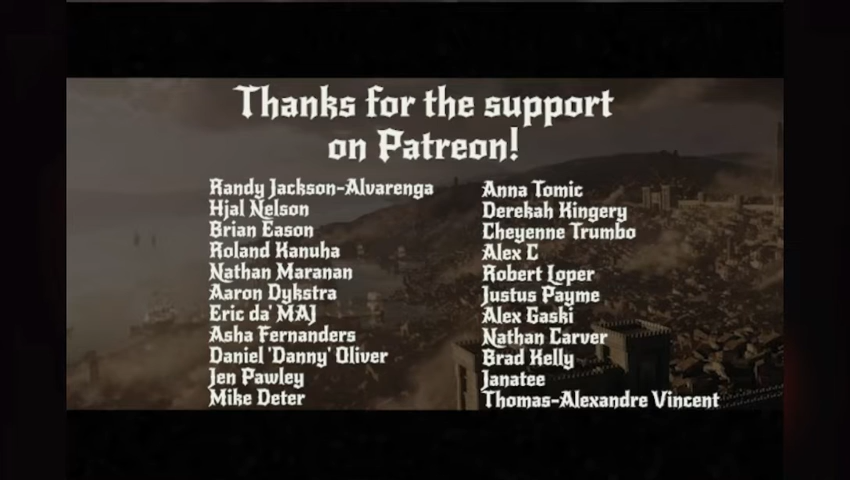 Thanks for the support
on Patreon!
Randy Jackson-Alvarenga
Hjal Nelson
Brian Eason
Roland Kanuha
Nathan Maranan
Aaron Dykstra
Eric da' MAJ
Asha Fernanders
Daniel 'Danny' Oliver
Jen Pawley
Mike Deter
Anna Tomic
Derekah Kingery
Cheyenne Trumbo
Alex C
Robert Loper
Justus Payme
Alex Gaski
Nathan Carver
Brad Kelly
Janatee
Thomas-Alexandre Vincent